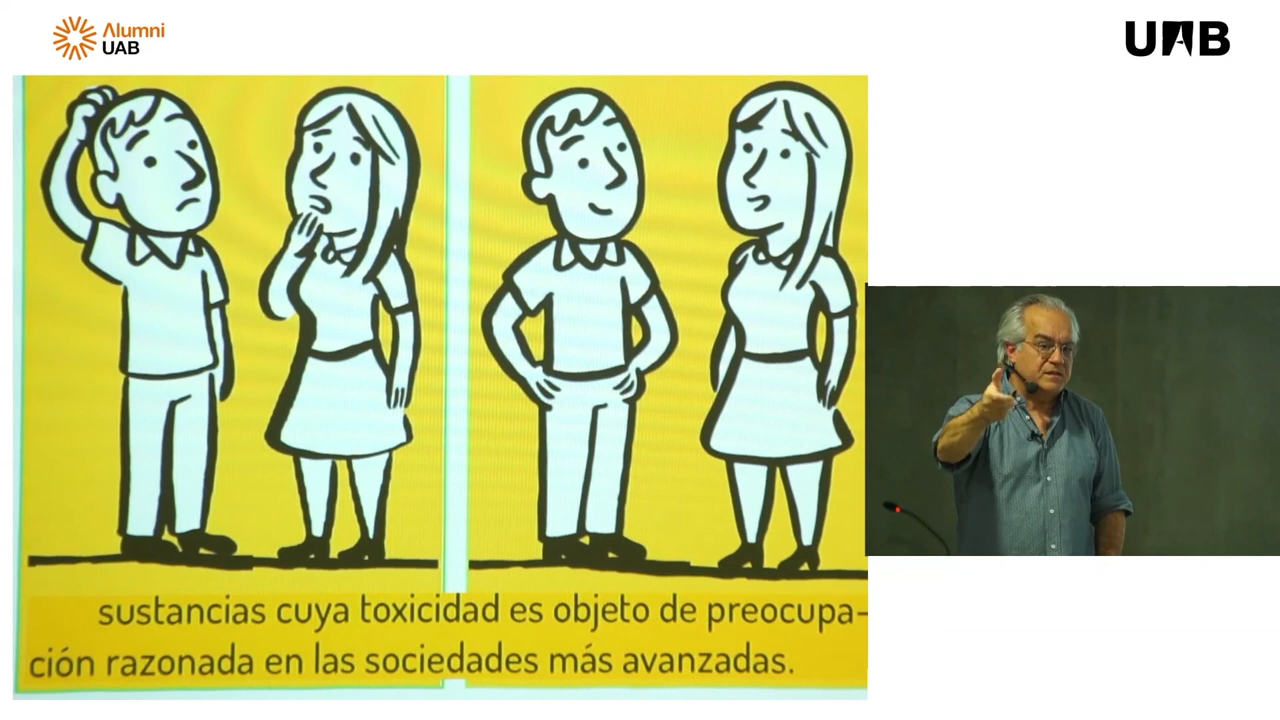 Alumni
UAB
UAB
sustancias cuya toxicidad es objeto de preocupa-
ción razonada en las sociedades más avanzadas.